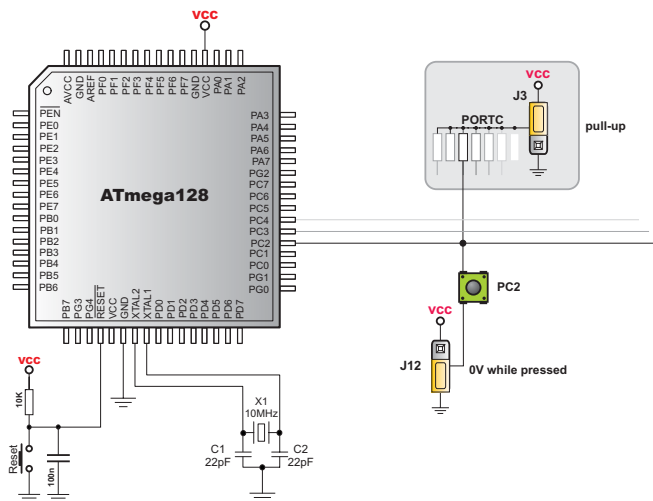 VCC
AVCC
GND
AREF
PF0
PF1
PF2
PF3
PF4
PF5
PF6
PF7
GND
VCC
PA0
PA1
PA2
PEN
PE0
PE1
PE2
PE3
PE4
PE5
PE6
PE7
PB0
PB1
PB2
PB3
PB4
PB5
PB6
ATmega128
PA3
PA4
PA5
PA6
PA7
PG2
PC7
PC6
PC5
PC4
PC3
PC2
PC1
PC0
PG1
PG0
PB7
PG3
PG4
RESET
VCC
GND
XTAL2
XTAL1
PD0
PD1
PD2
PD3
PD4
PD5
PD6
PD7
VCC
J3
PORTC
pull-up
PC2
VCC
J12
0V while pressed
VCC
10K
Reset
100n
X1
10MHz
C1
22pF
C2
22pF